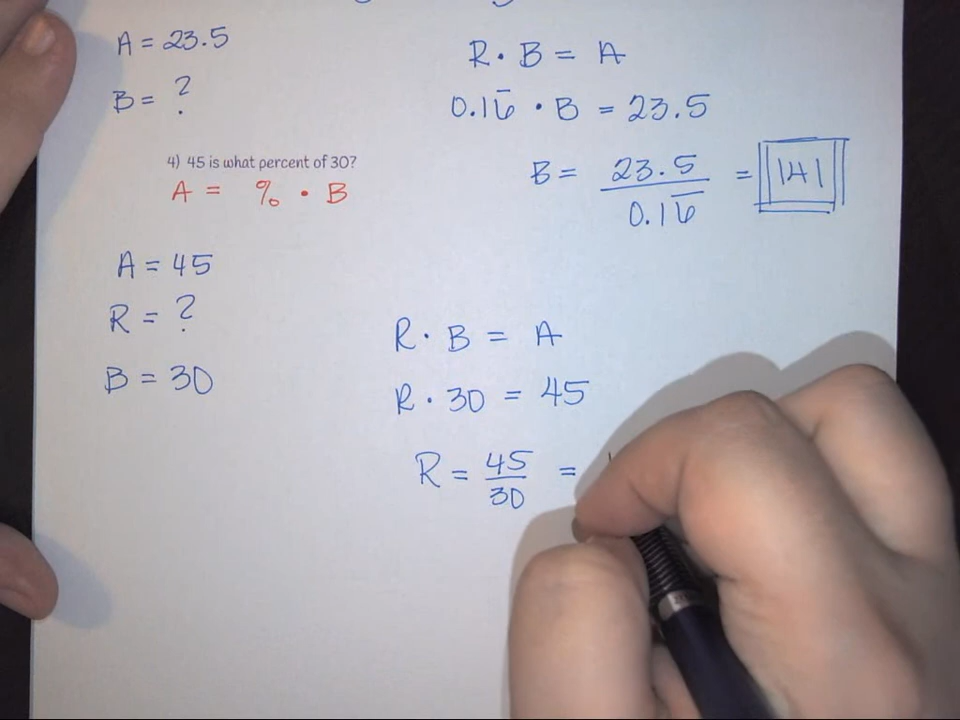 A = 23.5
B = ?
R · B = A
0.16̅ · B = 23.5
B = 23.5 / 0.16̅ = 141
4) 45 is what percent of 30?
A = % · B
A = 45
R = ?
B = 30
R · B = A
R · 30 = 45
R = 45 / 30 =